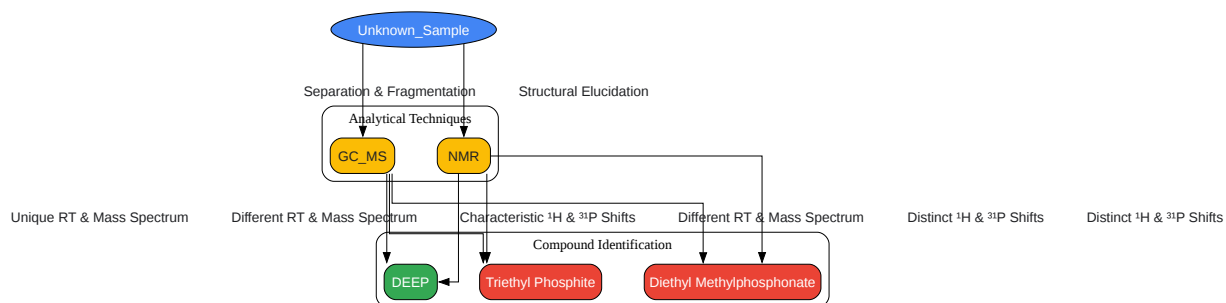 Unknown_Sample
Separation & Fragmentation
Structural Elucidation
Analytical Techniques
GC_MS
NMR
Unique RT & Mass Spectrum
Different RT & Mass Spectrum
Characteristic ¹H & ³¹P Shifts
Different RT & Mass Spectrum
Distinct ¹H & ³¹P Shifts
Distinct ¹H & ³¹P Shifts
Compound Identification
DEEP
Triethyl Phosphite
Diethyl Methylphosphonate